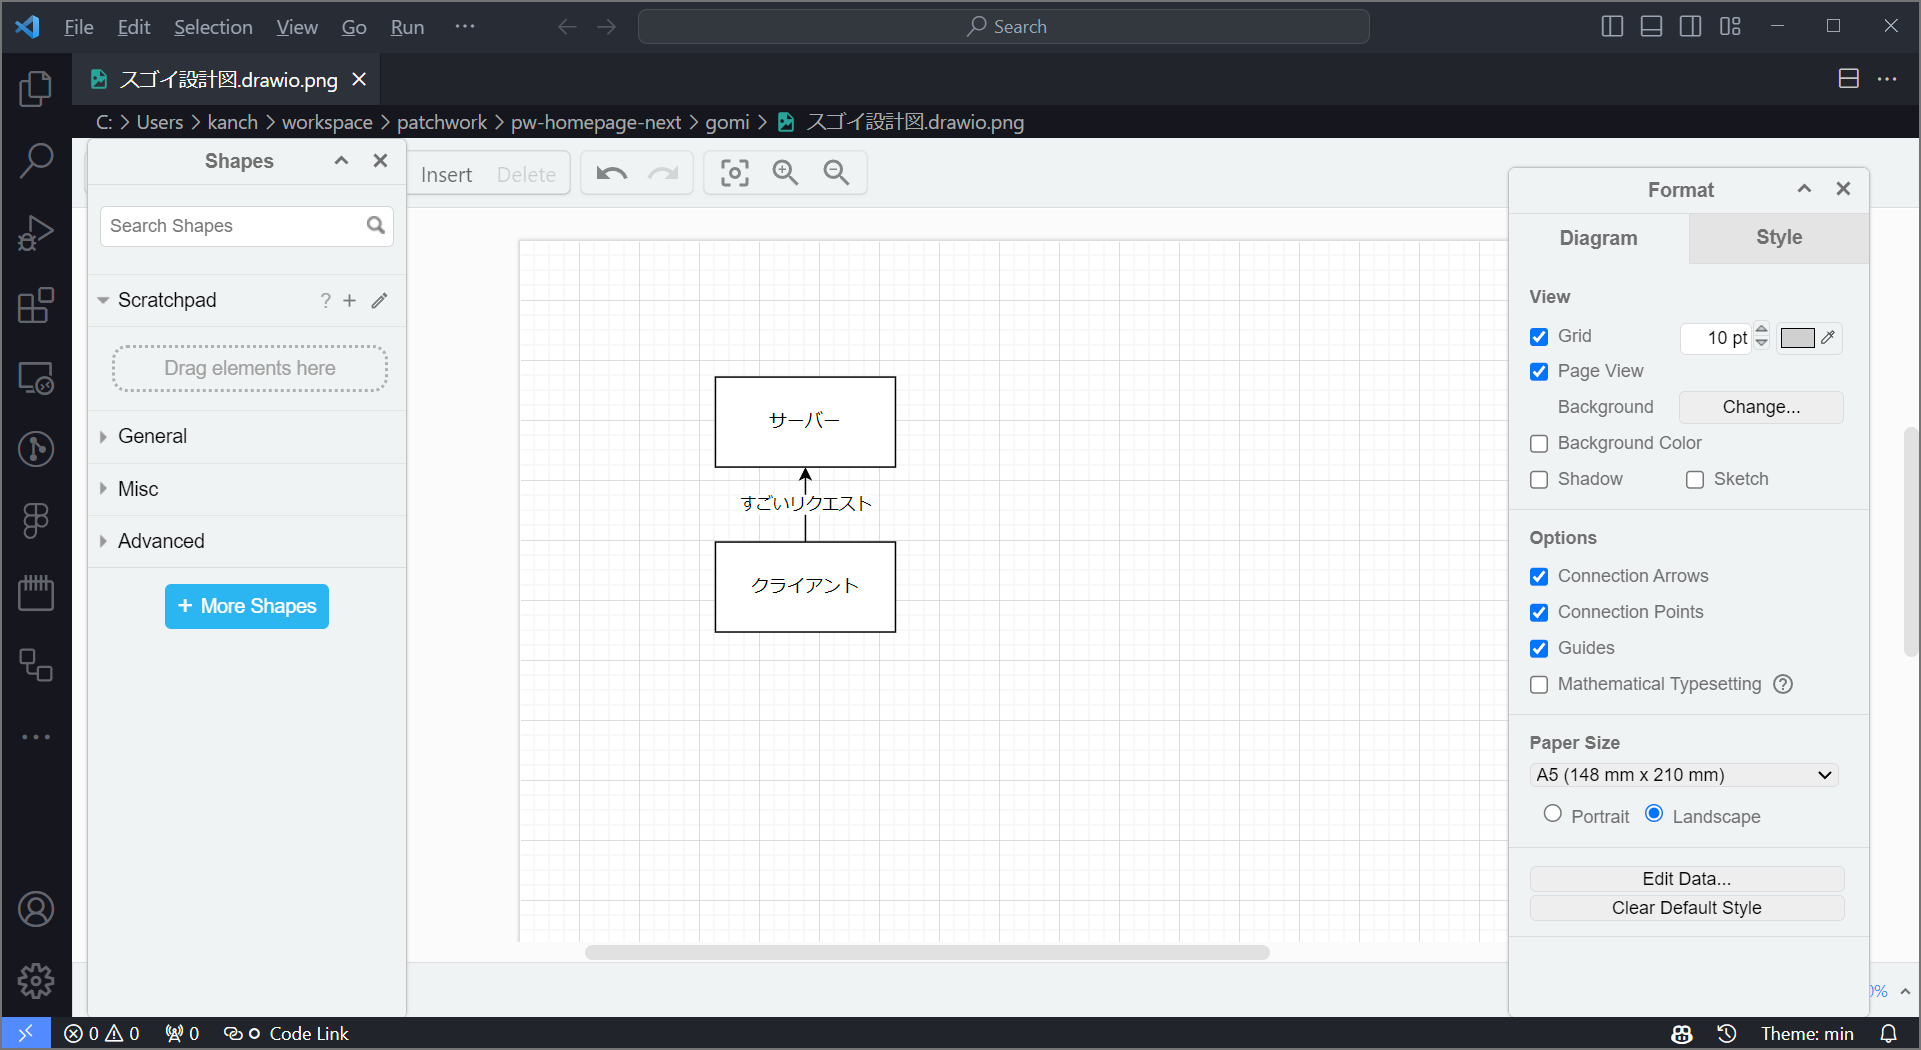 File Edit Selection View Go Run ··· Search
スゴイ設計図.drawio.png
C: > Users > kanch > workspace > patchwork > pw-homepage-next > gomi > スゴイ設計図.drawio.png
Shapes
Search Shapes
Scratchpad ? +
Drag elements here
General
Misc
Advanced
+ More Shapes
Insert Delete
サーバー
すごいリクエスト
クライアント
Format
Diagram Style
View
Grid 10 pt
Page View
Background Change...
Background Color
Shadow Sketch
Options
Connection Arrows
Connection Points
Guides
Mathematical Typesetting ?
Paper Size
A5 (148 mm x 210 mm)
Portrait Landscape
Edit Data...
Clear Default Style
0 0 0 Code Link Theme: min